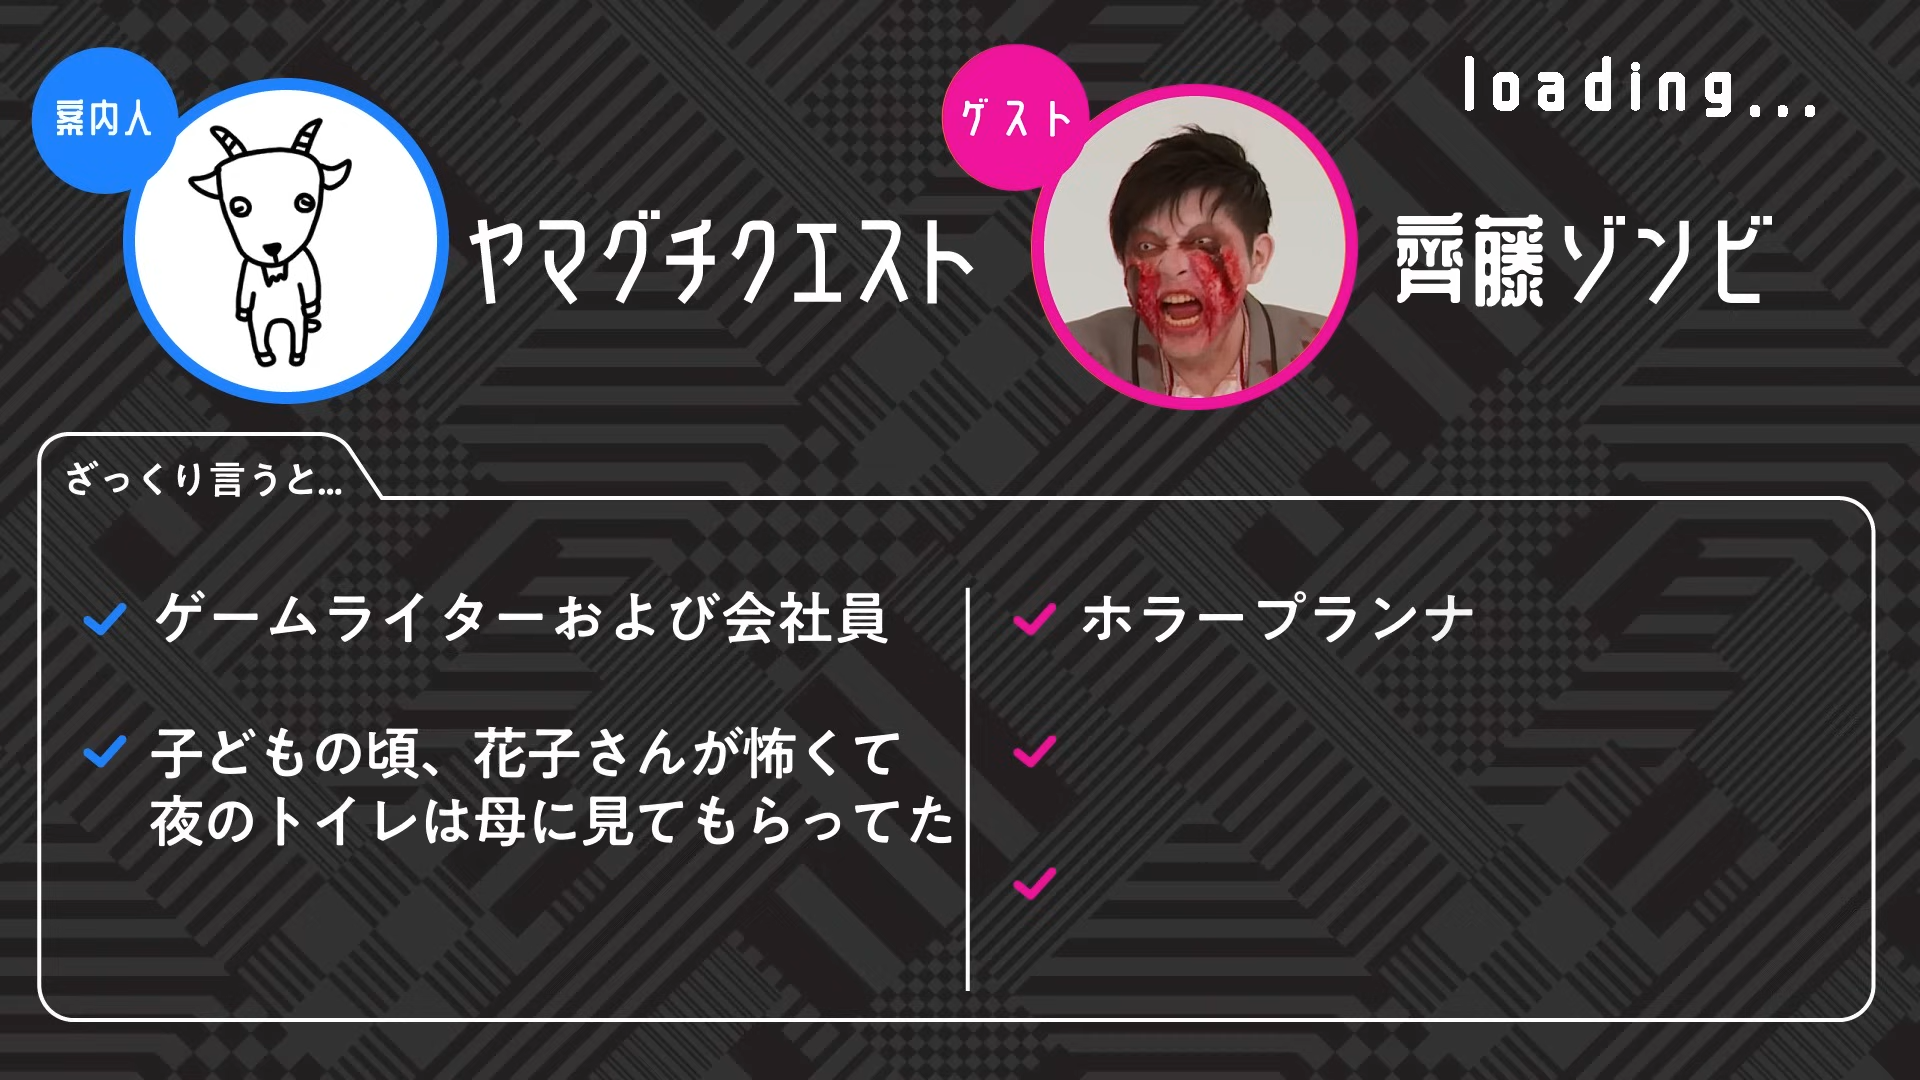 案内人
ヤマグチクエスト
ゲスト
齊藤ゾンビ
loading...
ざっくり言うと...
ゲームライターおよび会社員
子どもの頃、花子さんが怖くて
夜のトイレは母に見てもらってた
ホラープランナ